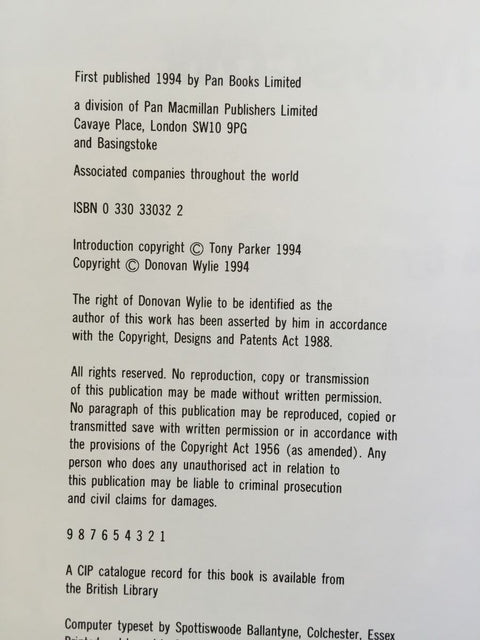 First published 1994 by Pan Books Limited
a division of Pan Macmillan Publishers Limited
Cavaye Place, London SW10 9PG
and Basingstoke
Associated companies throughout the world
ISBN 0 330 33032 2
Introduction copyright © Tony Parker 1994
Copyright © Donovan Wylie 1994
The right of Donovan Wylie to be identified as the
author of this work has been asserted by him in accordance
with the Copyright, Designs and Patents Act 1988.
All rights reserved. No reproduction, copy or transmission
of this publication may be made without written permission.
No paragraph of this publication may be reproduced, copied or
transmitted save with written permission or in accordance with
the provisions of the Copyright Act 1956 (as amended). Any
person who does any unauthorised act in relation to
this publication may be liable to criminal prosecution
and civil claims for damages.
9 8 7 6 5 4 3 2 1
A CIP catalogue record for this book is available from
the British Library
Computer typeset by Spottiswoode Ballantyne, Colchester, Essex